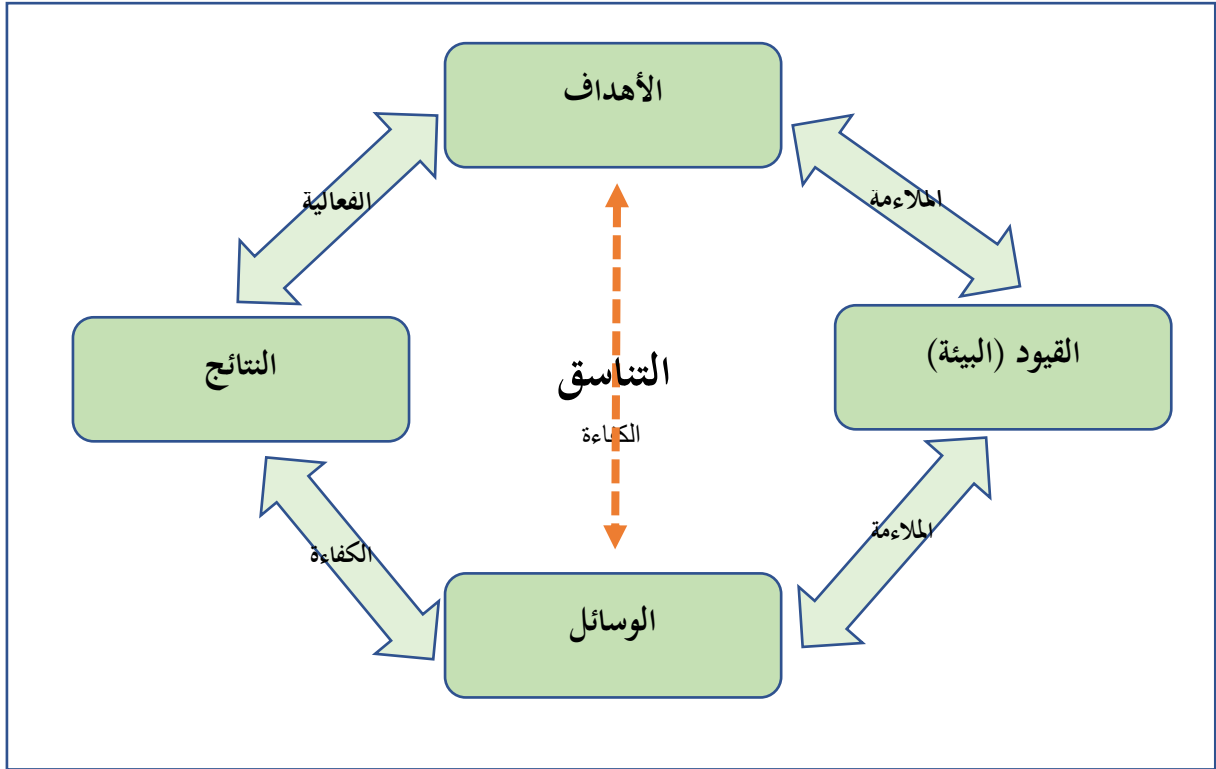 الأهداف
الملاءمة
الفعالية
القيود (البيئة)
التناسق
النتائج
الكفاءة
الملاءمة
الكفاءة
الوسائل